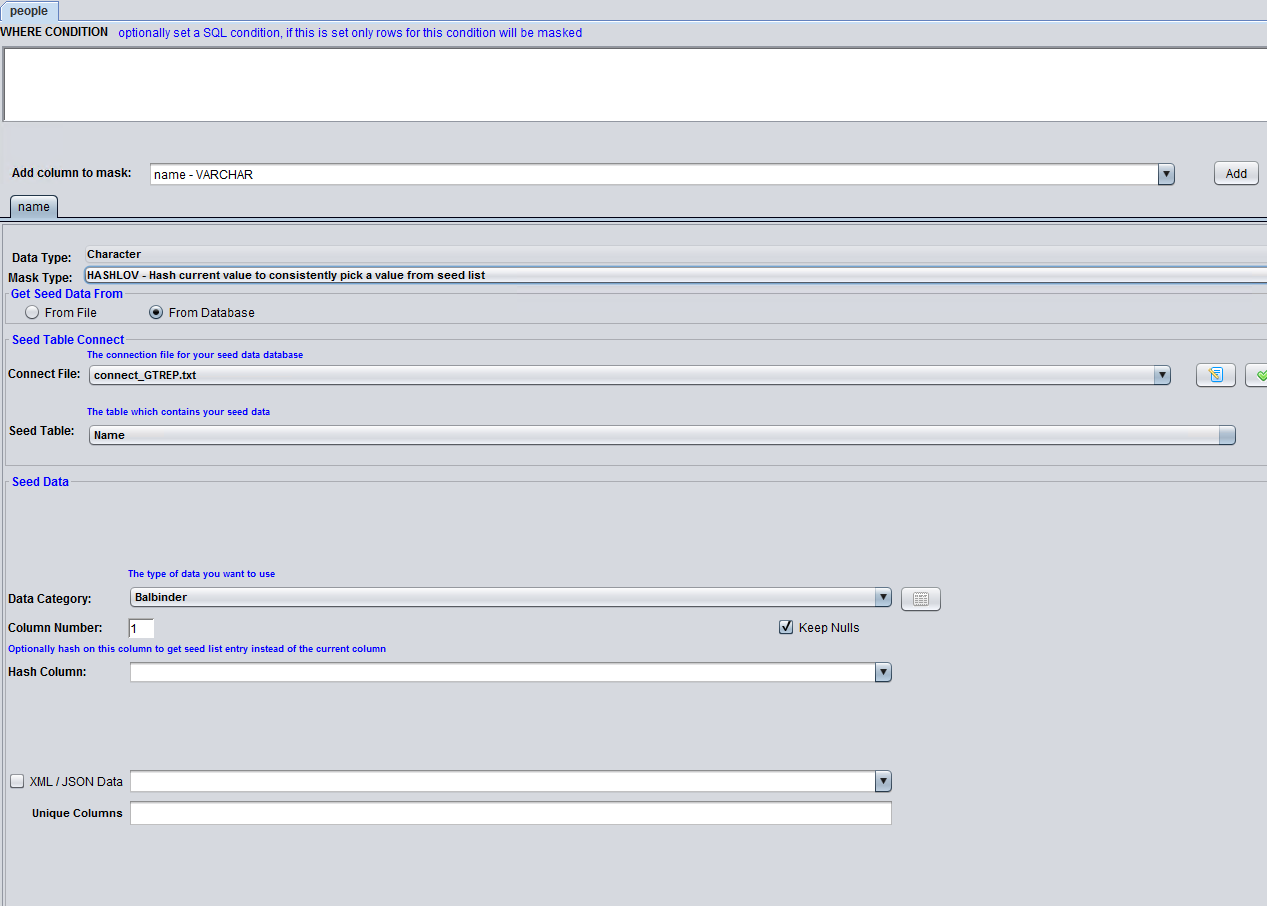 people
WHERE CONDITION optionally set a SQL condition, if this is set only rows for this condition will be masked
Add column to mask: name - VARCHAR Add
name
Data Type: Character
Mask Type: HASHLOV - Hash current value to consistently pick a value from seed list
Get Seed Data From
From File From Database
Seed Table Connect
The connection file for your seed data database
Connect File: connect_GTREP.txt
The table which contains your seed data
Seed Table: Name
Seed Data
The type of data you want to use
Data Category: Balbinder
Column Number: 1 Keep Nulls
Optionally hash on this column to get seed list entry instead of the current column
Hash Column:
XML / JSON Data
Unique Columns